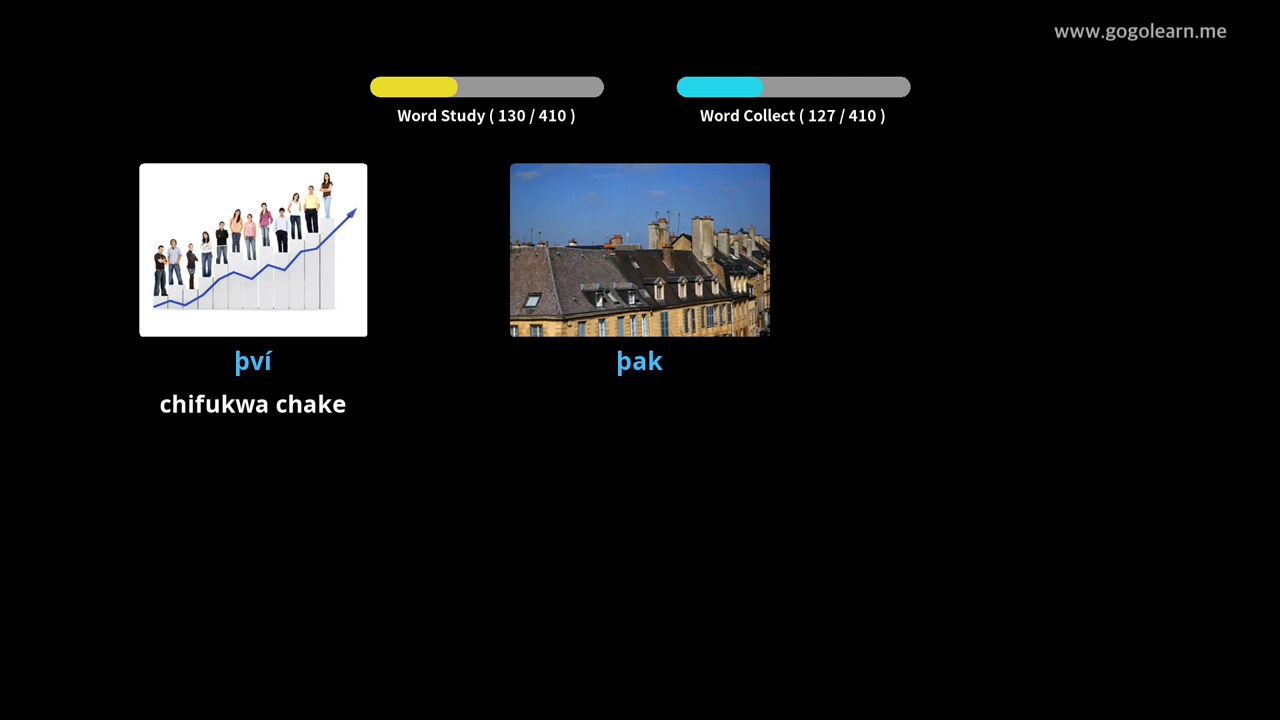 www.gogolearn.me
Word Study ( 130 / 410 )
Word Collect ( 127 / 410 )
því
þak
chifukwa chake